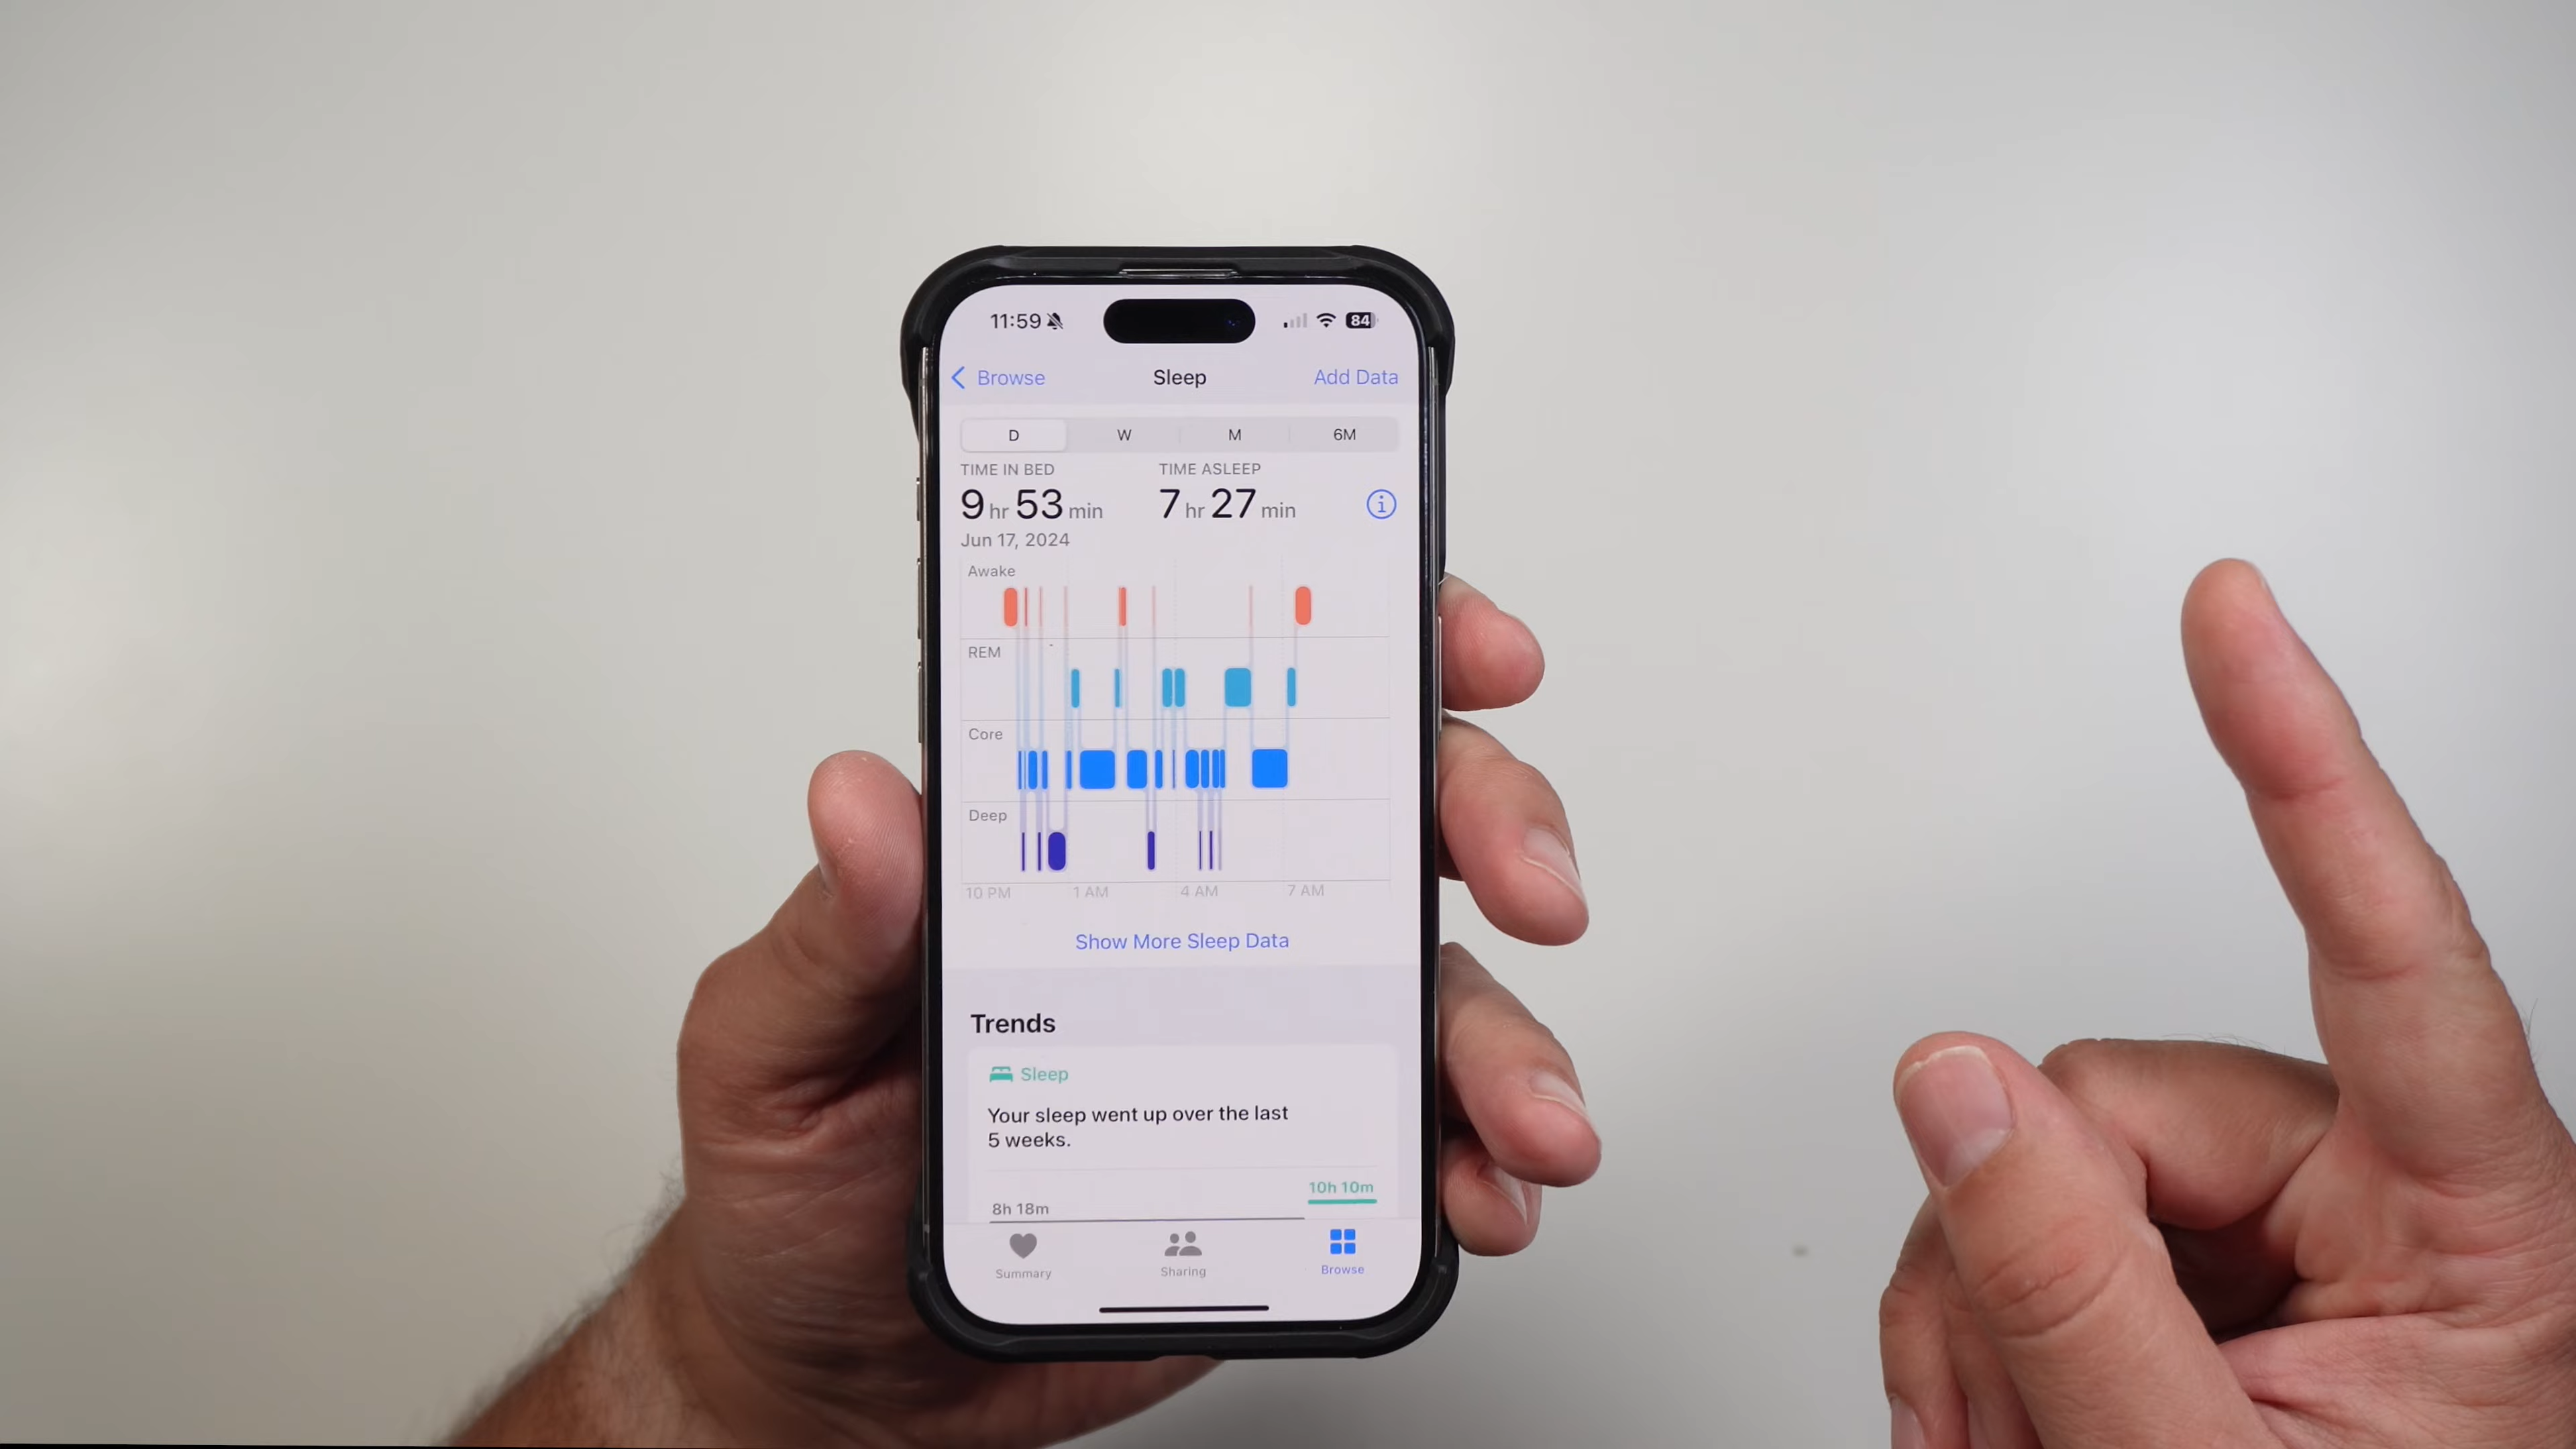 11:59 84
Browse Sleep Add Data
D W M 6M
TIME IN BED TIME ASLEEP
9 hr 53 min 7 hr 27 min
Jun 17, 2024
Awake
REM
Core
Deep
10 PM 1 AM 4 AM 7 AM
Show More Sleep Data
Trends
Sleep
Your sleep went up over the last
5 weeks.
10h 10m
8h 18m
Summary Sharing Browse